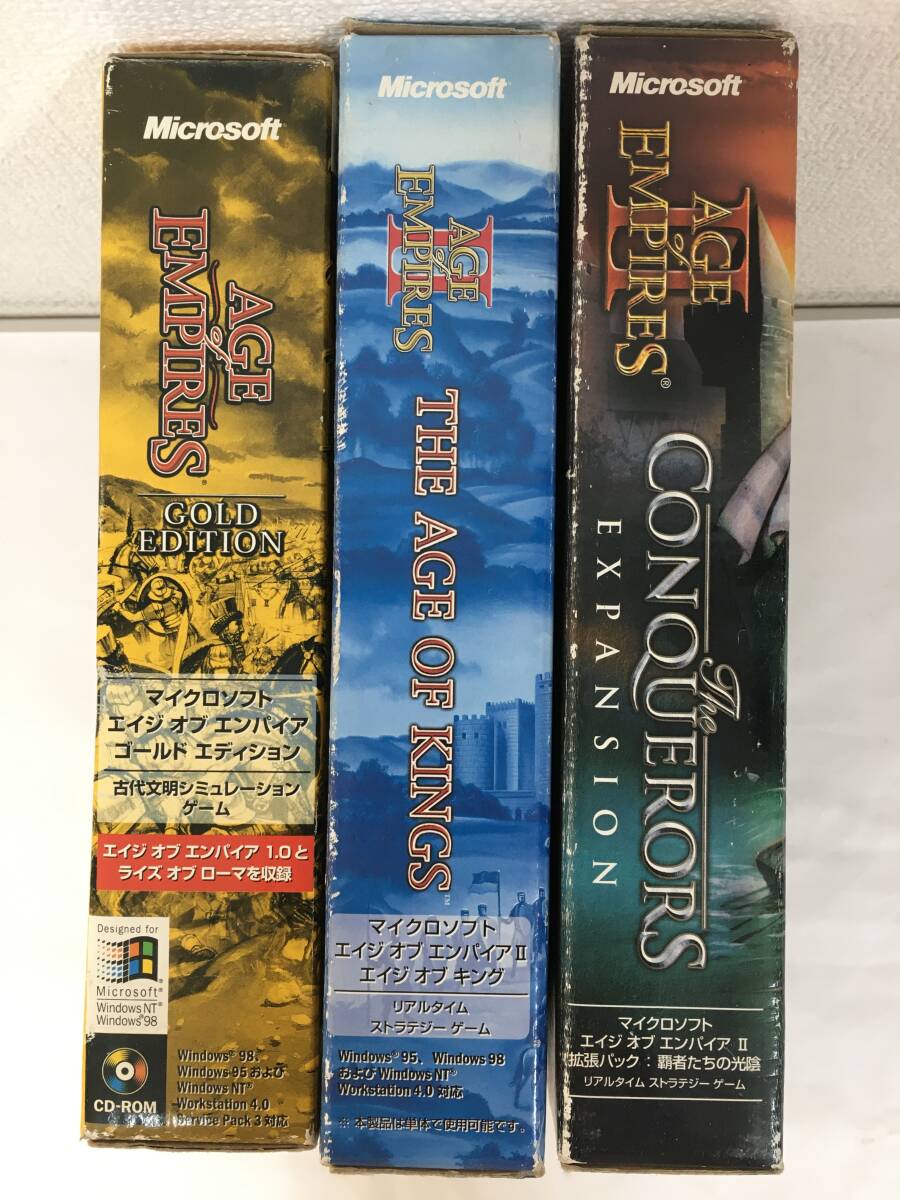 Microsoft
AGE
of
EMPIRES®
GOLD
EDITION
マイクロソフト
エイジ オブ エンパイア
ゴールド エディション
古代文明シミュレーション
ゲーム
エイジ オブ エンパイア 1.0と
ライズ オブ ローマを収録
Designed for
Microsoft®
Windows NT®
Windows®98
CD-ROM
Windows® 98、
Windows 95 および
Windows NT®
Workstation 4.0
Service Pack 3 対応
Microsoft
AGE
of
EMPIRES
II
THE AGE OF KINGS™
マイクロソフト
エイジ オブ エンパイア II
エイジ オブ キング
リアルタイム
ストラテジー ゲーム
Windows® 95、Windows 98
および Windows NT®
Workstation 4.0 対応
※ 本製品は単体で使用可能です。
Microsoft
AGE
of
EMPIRES®
II
The
CONQUERORS
EXPANSION
マイクロソフト
エイジ オブ エンパイア II
拡張パック：覇者たちの光陰
リアルタイム ストラテジー ゲーム